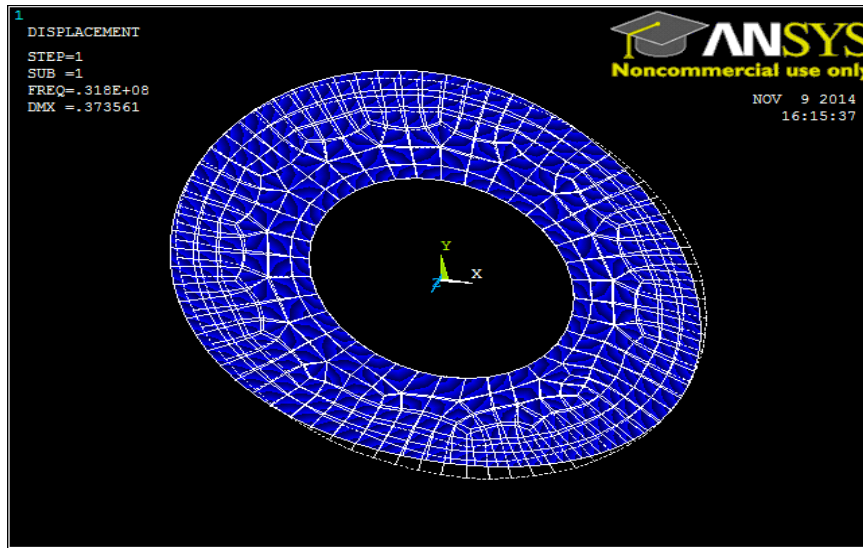 1
DISPLACEMENT
STEP=1
SUB =1
FREQ=.318E+08
DMX =.373561
ANSYS
Noncommercial use only
NOV  9 2014
16:15:37
Y
X
Z